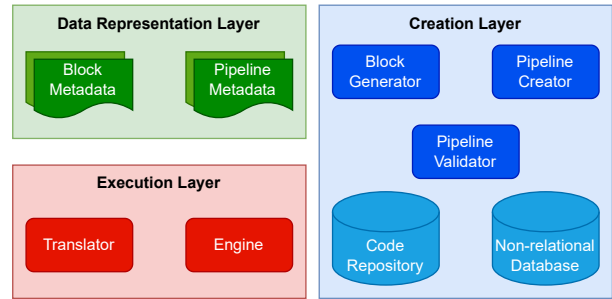 Data Representation Layer
Block
Metadata
Pipeline
Metadata
Execution Layer
Translator
Engine
Creation Layer
Block
Generator
Pipeline
Creator
Pipeline
Validator
Code
Repository
Non-relational
Database